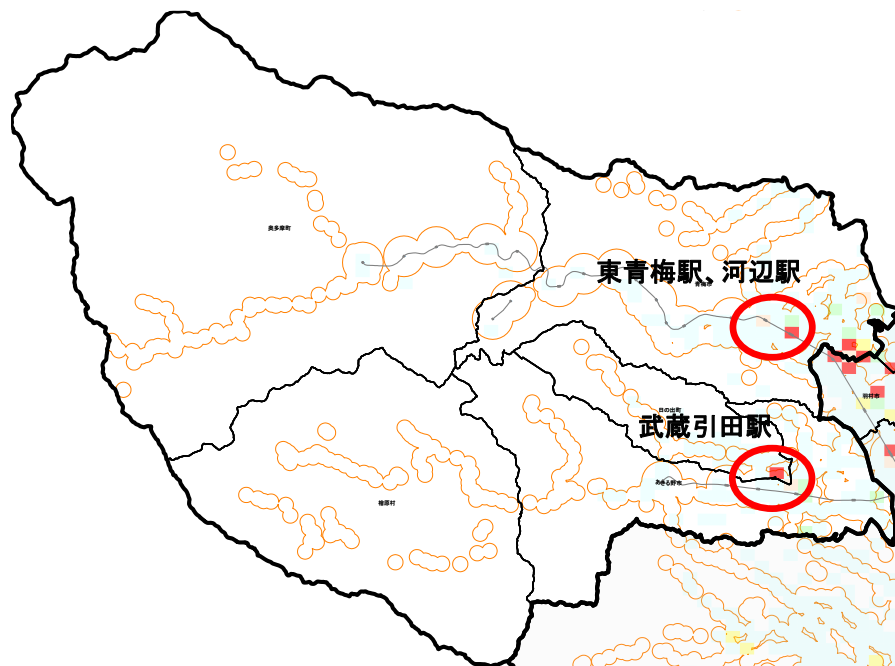 奥多摩町
東青梅駅、河辺駅
青梅市
羽村市
日の出町
武蔵引田駅
あきる野市
檜原村